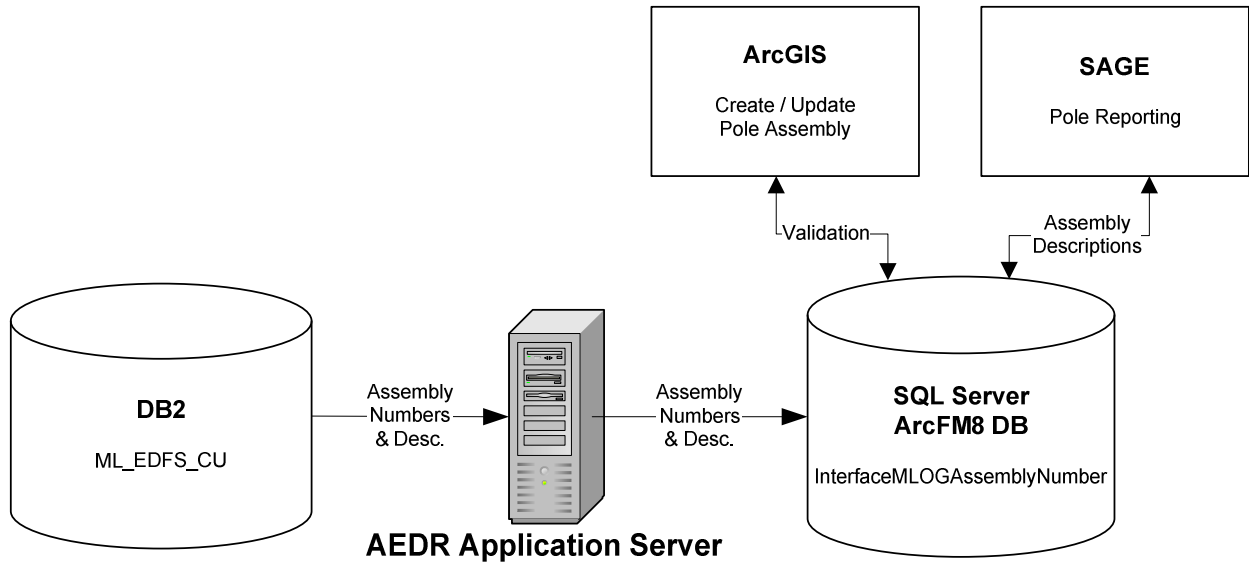 ArcGIS
Create / Update
Pole Assembly
SAGE
Pole Reporting
Validation
Assembly
Descriptions
DB2
ML_EDFS_CU
Assembly
Numbers
& Desc.
AEDR Application Server
Assembly
Numbers
& Desc.
SQL Server
ArcFM8 DB
InterfaceMLOGAssemblyNumber